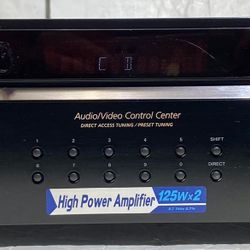 CD
Audio/Video Control Center
DIRECT ACCESS TUNING / PRESET TUNING
1 2 3 4 5 SHIFT
6 7 8 9 0 DIRECT
High Power Amplifier 125W×2